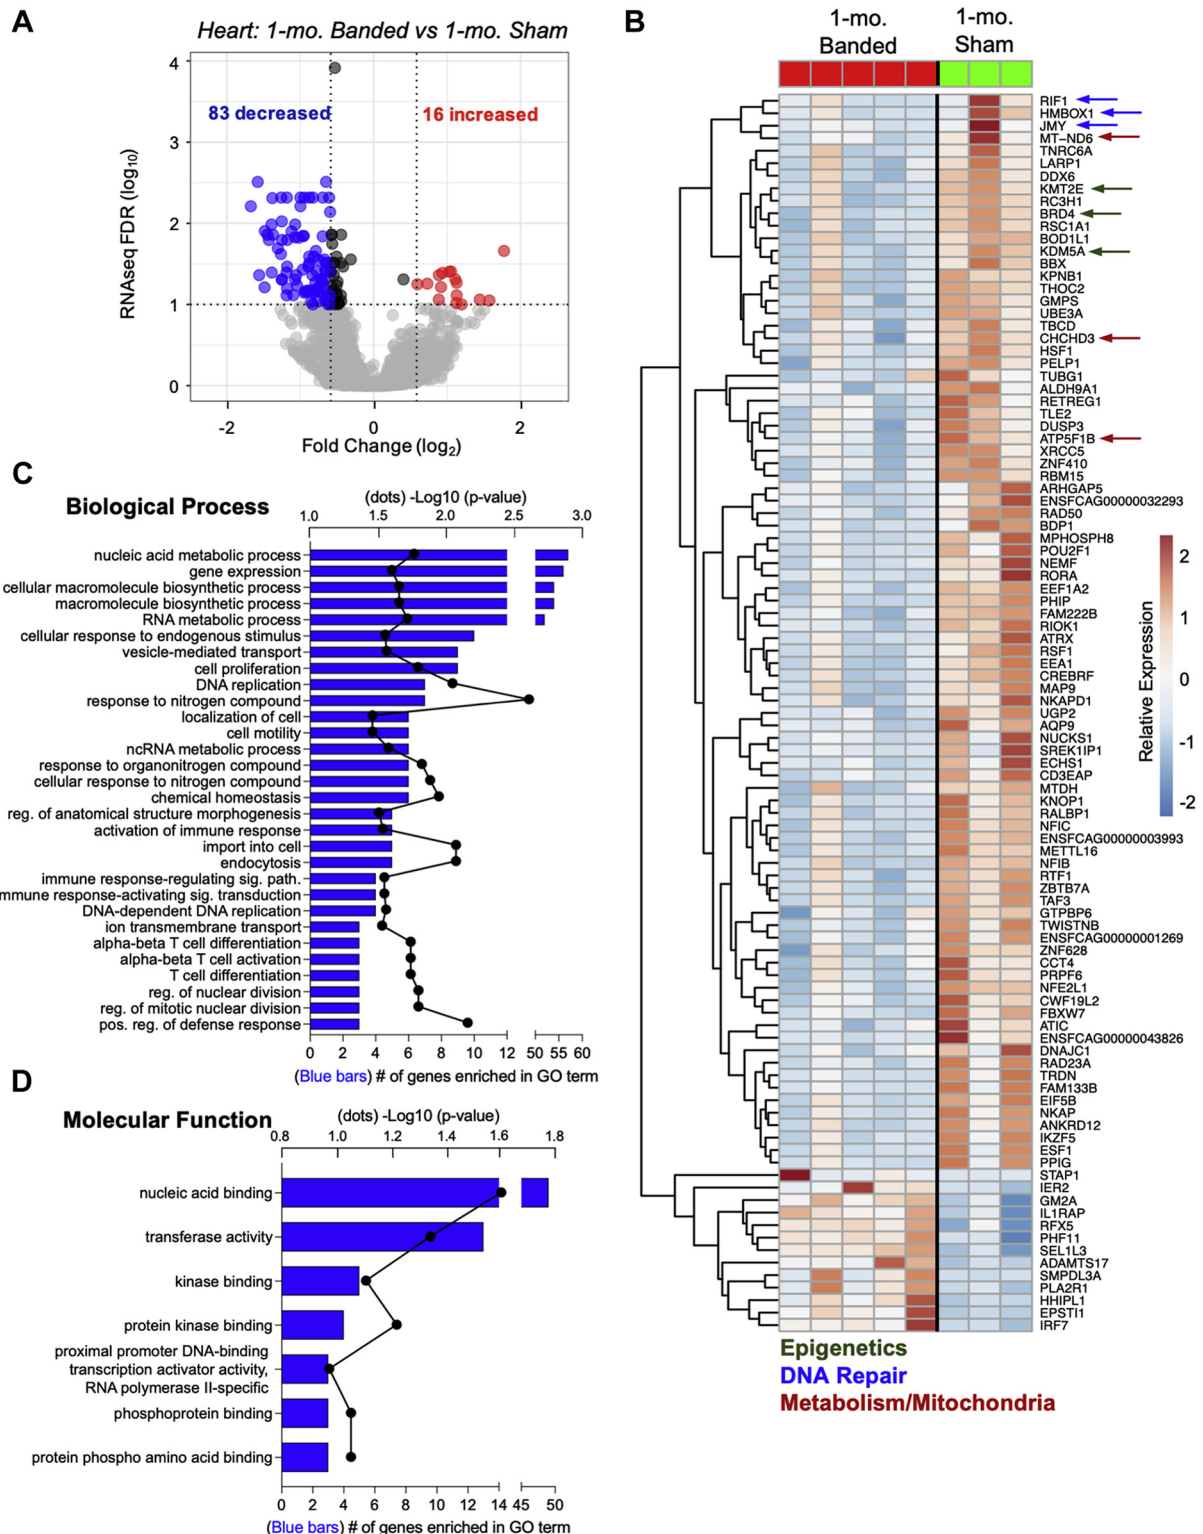 A
Heart: 1-mo. Banded vs 1-mo. Sham
83 decreased
16 increased
RNAseq FDR (log10)
4
3
2
1
0
-2
0
2
Fold Change (log2)
B
1-mo.
Banded
1-mo.
Sham
RIF1
HMBOX1
JMY
MT-ND6
TNRC6A
LARP1
DDX6
KMT2E
RC3H1
BRD4
RSC1A1
BOD1L1
KDM5A
BBX
KPNB1
THOC2
GMPS
UBE3A
TBCD
CHCHD3
HSF1
PELP1
TUBG1
ALDH9A1
RETREG1
TLE2
DUSP3
ATP5F1B
XRCC5
ZNF410
RBM15
ARHGAP5
ENSFCAG00000032293
RAD50
BDP1
MPHOSPH8
POU2F1
NEMF
RORA
EEF1A2
PHIP
FAM222B
RIOK1
ATRX
RSF1
EEA1
CREBRF
MAP9
NKAPD1
UGP2
AQP9
NUCKS1
SREK1IP1
ECHS1
CD3EAP
MTDH
KNOP1
RALBP1
NFIC
ENSFCAG00000003993
METTL16
NFIB
RTF1
ZBTB7A
TAF3
GTPBP6
TWISTNB
ENSFCAG00000001269
ZNF628
CCT4
PRPF6
NFE2L1
CWF19L2
FBXW7
ATIC
ENSFCAG00000043826
DNAJC1
RAD23A
TRDN
FAM133B
EIF5B
NKAP
ANKRD12
IKZF5
ESF1
PPIG
STAP1
IER2
GM2A
IL1RAP
RFX5
PHF11
SEL1L3
ADAMTS17
SMPDL3A
PLA2R1
HHIPL1
EPSTI1
IRF7
Relative Expression
2
1
0
-1
-2
Epigenetics
DNA Repair
Metabolism/Mitochondria
C
Biological Process
(dots) -Log10 (p-value)
1.0 1.5 2.0 2.5 3.0
nucleic acid metabolic process
gene expression
cellular macromolecule biosynthetic process
macromolecule biosynthetic process
RNA metabolic process
cellular response to endogenous stimulus
vesicle-mediated transport
cell proliferation
DNA replication
response to nitrogen compound
localization of cell
cell motility
ncRNA metabolic process
response to organonitrogen compound
cellular response to nitrogen compound
chemical homeostasis
reg. of anatomical structure morphogenesis
activation of immune response
import into cell
endocytosis
immune response-regulating sig. path.
mmune response-activating sig. transduction
DNA-dependent DNA replication
ion transmembrane transport
alpha-beta T cell differentiation
alpha-beta T cell activation
T cell differentiation
reg. of nuclear division
reg. of mitotic nuclear division
pos. reg. of defense response
0 2 4 6 8 10 12 50 55 60
(Blue bars) # of genes enriched in GO term
D
Molecular Function
(dots) -Log10 (p-value)
0.8 1.0 1.2 1.4 1.6 1.8
nucleic acid binding
transferase activity
kinase binding
protein kinase binding
proximal promoter DNA-binding
transcription activator activity,
RNA polymerase II-specific
phosphoprotein binding
protein phospho amino acid binding
0 2 4 6 8 10 12 14 45 50
(Blue bars) # of genes enriched in GO term